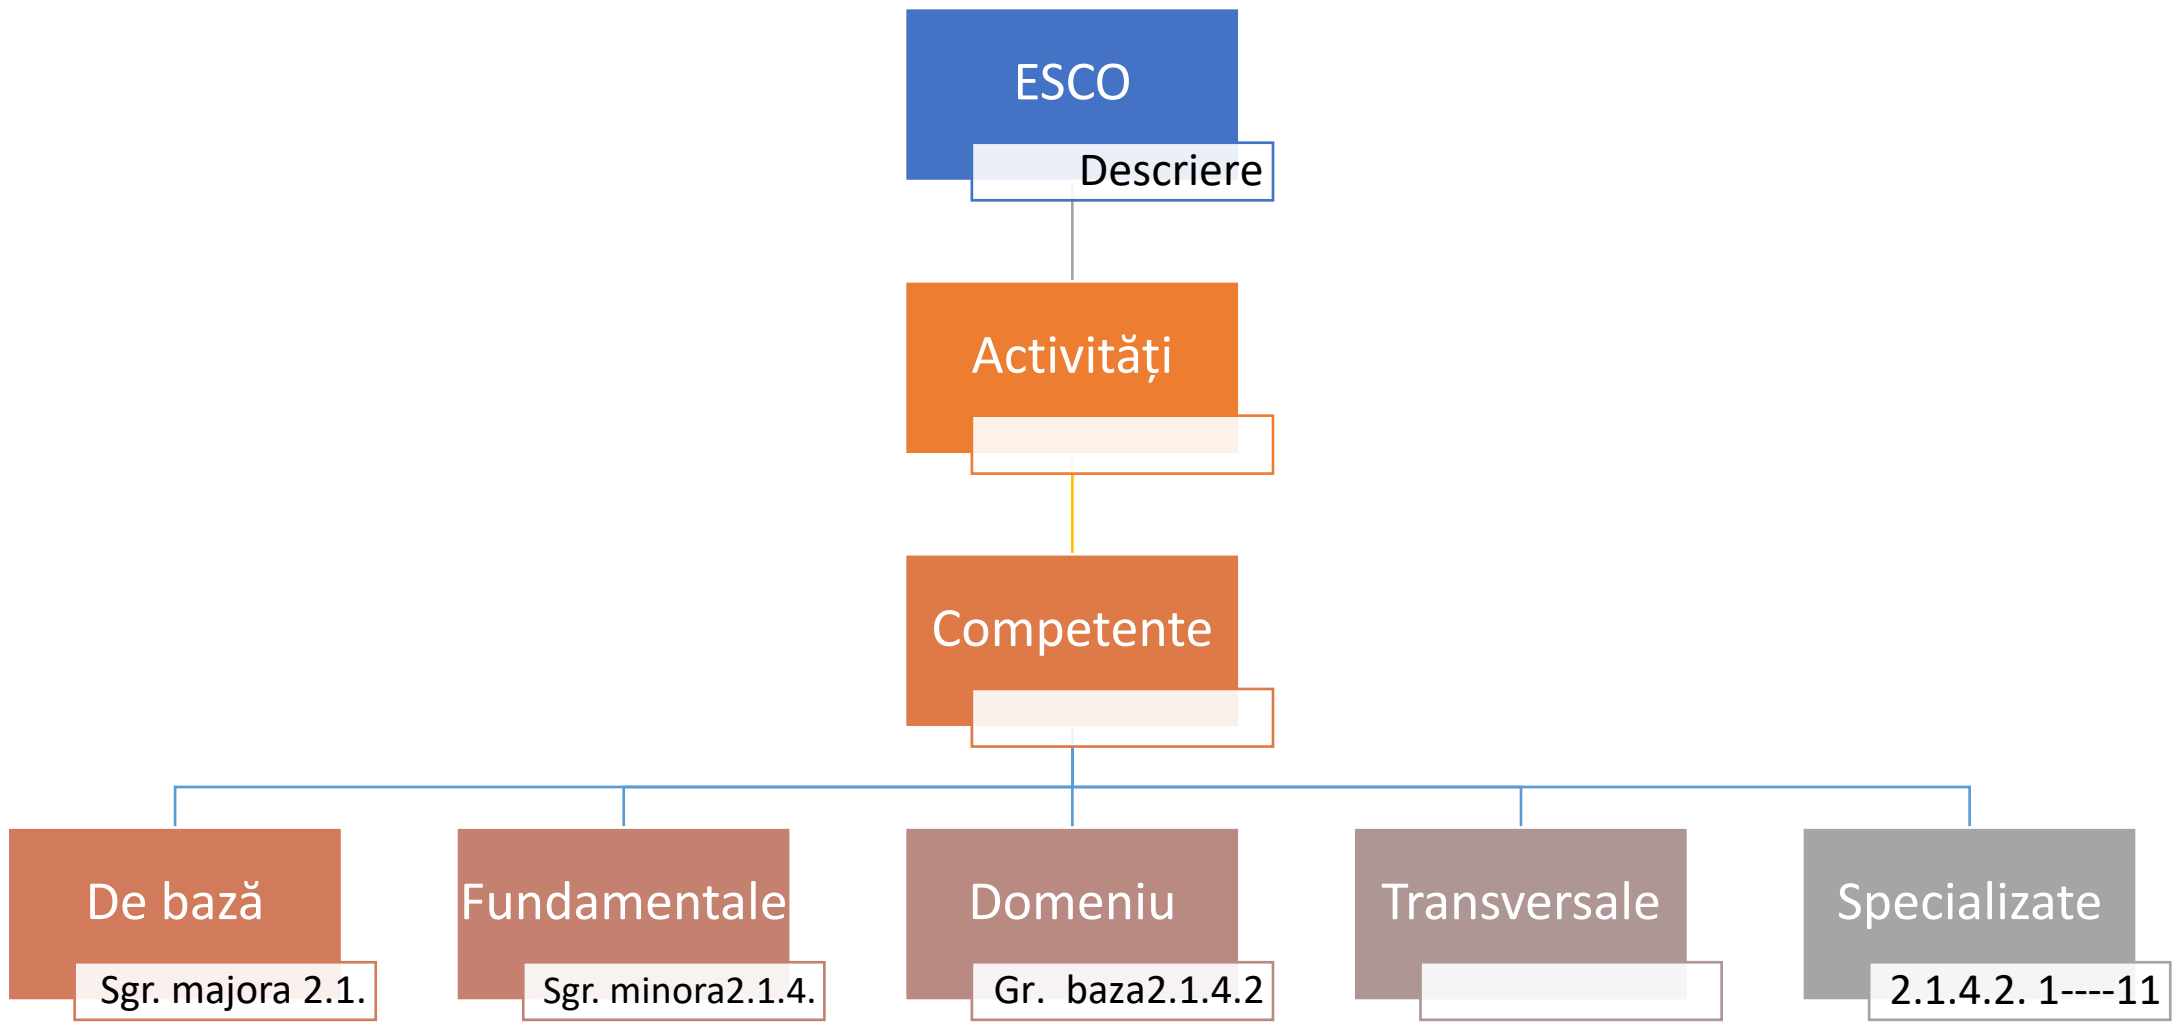 ESCO
Descriere
Activități
Competente
De bază
Sgr. majora 2.1.
Fundamentale
Sgr. minora2.1.4.
Domeniu
Gr. baza2.1.4.2
Transversale
Specializate
2.1.4.2. 1----11